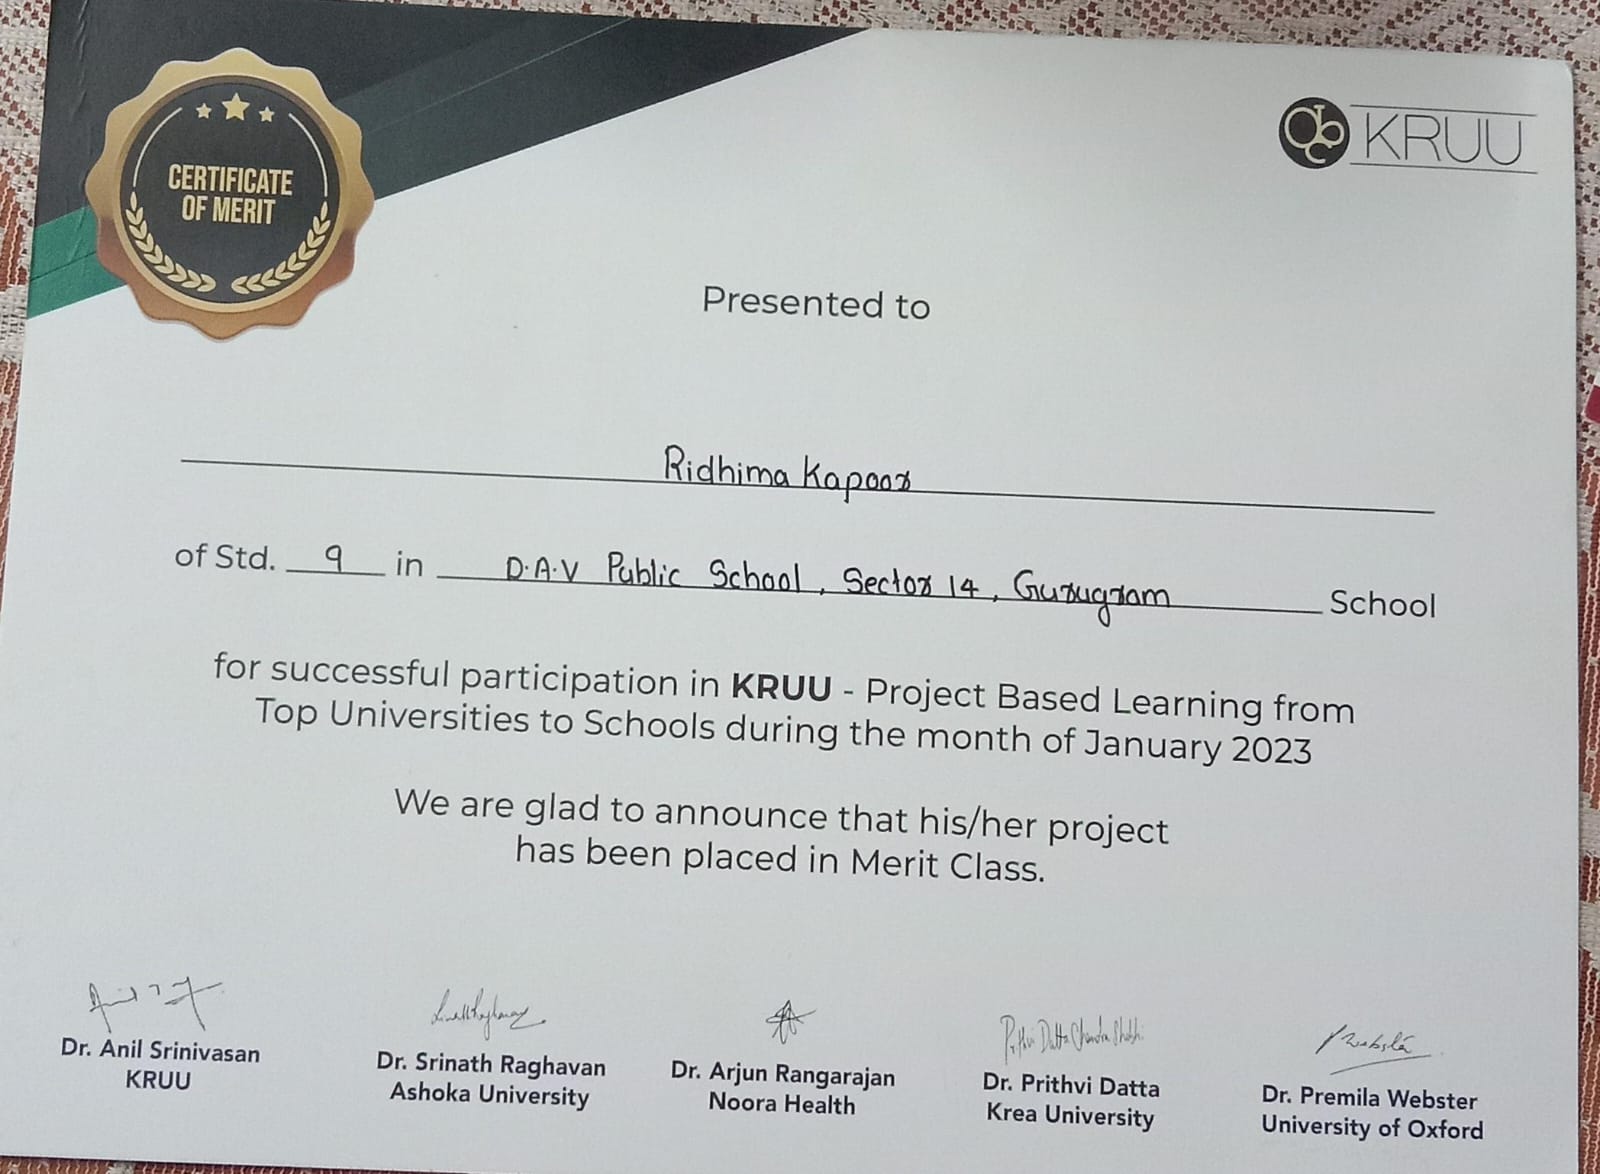 CERTIFICATE
OF MERIT
KRUU
Presented to
Ridhima Kapoor
of Std. 9 in D.A.V Public School, Sector 14, Gurugram School
for successful participation in KRUU - Project Based Learning from
Top Universities to Schools during the month of January 2023
We are glad to announce that his/her project
has been placed in Merit Class.
Prithvi Datta Chandra Shobhi
Dr. Anil Srinivasan
KRUU
Dr. Srinath Raghavan
Ashoka University
Dr. Arjun Rangarajan
Noora Health
Dr. Prithvi Datta
Krea University
Dr. Premila Webster
University of Oxford